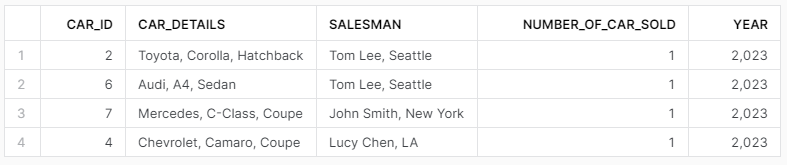 CAR_ID CAR_DETAILS SALESMAN NUMBER_OF_CAR_SOLD YEAR
1 2 Toyota, Corolla, Hatchback Tom Lee, Seattle 1 2,023
2 6 Audi, A4, Sedan Tom Lee, Seattle 1 2,023
3 7 Mercedes, C-Class, Coupe John Smith, New York 1 2,023
4 4 Chevrolet, Camaro, Coupe Lucy Chen, LA 1 2,023